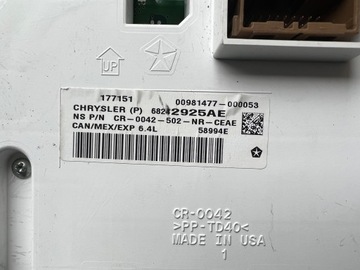 UP
177151 00981477-000053
CHRYSLER (P) 68242925AE
NS P/N CR-0042-502-NR-CEAE
CAN/MEX/EXP 6.4L 58994E
CR-0042
>PP-TD40<
MADE IN USA
1